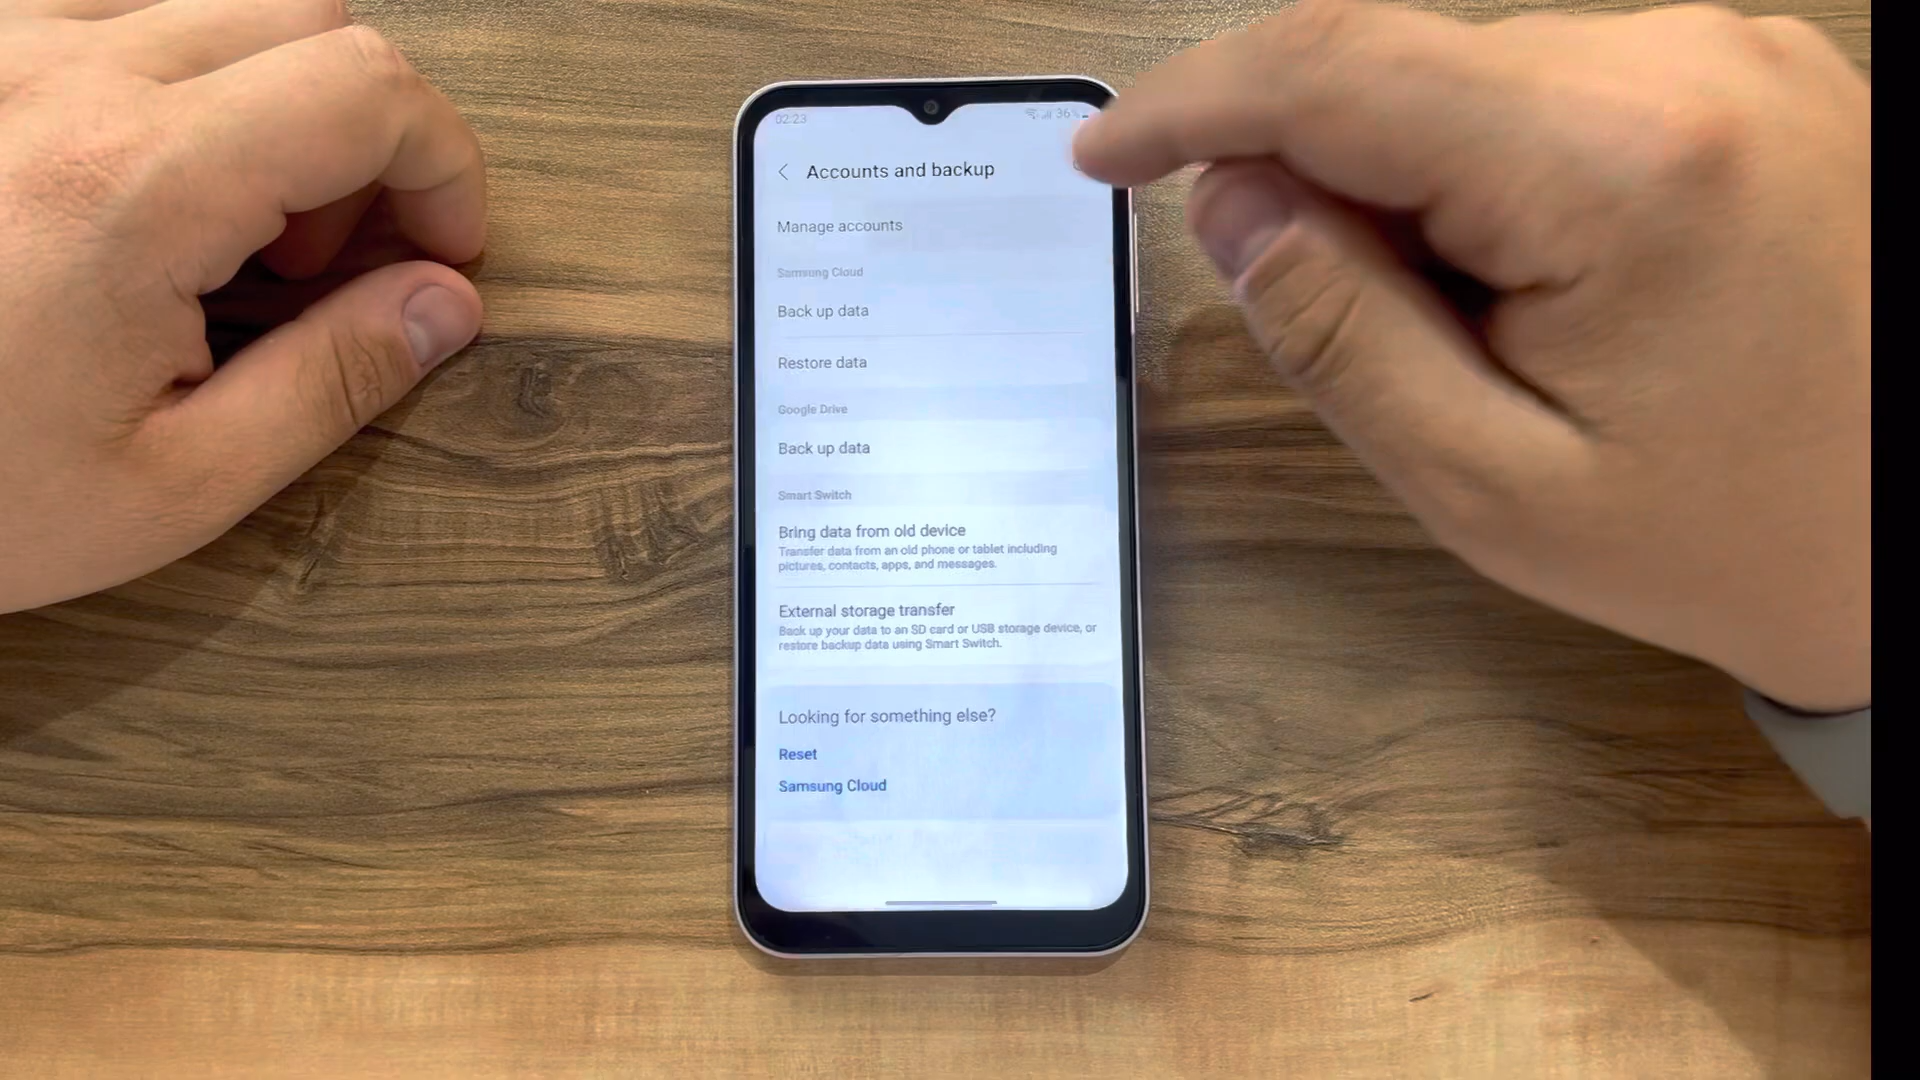 02:23
36%
Accounts and backup
Manage accounts
Samsung Cloud
Back up data
Restore data
Google Drive
Back up data
Smart Switch
Bring data from old device
Transfer data from an old phone or tablet including
pictures, contacts, apps, and messages.
External storage transfer
Back up your data to an SD card or USB storage device, or
restore backup data using Smart Switch.
Looking for something else?
Reset
Samsung Cloud